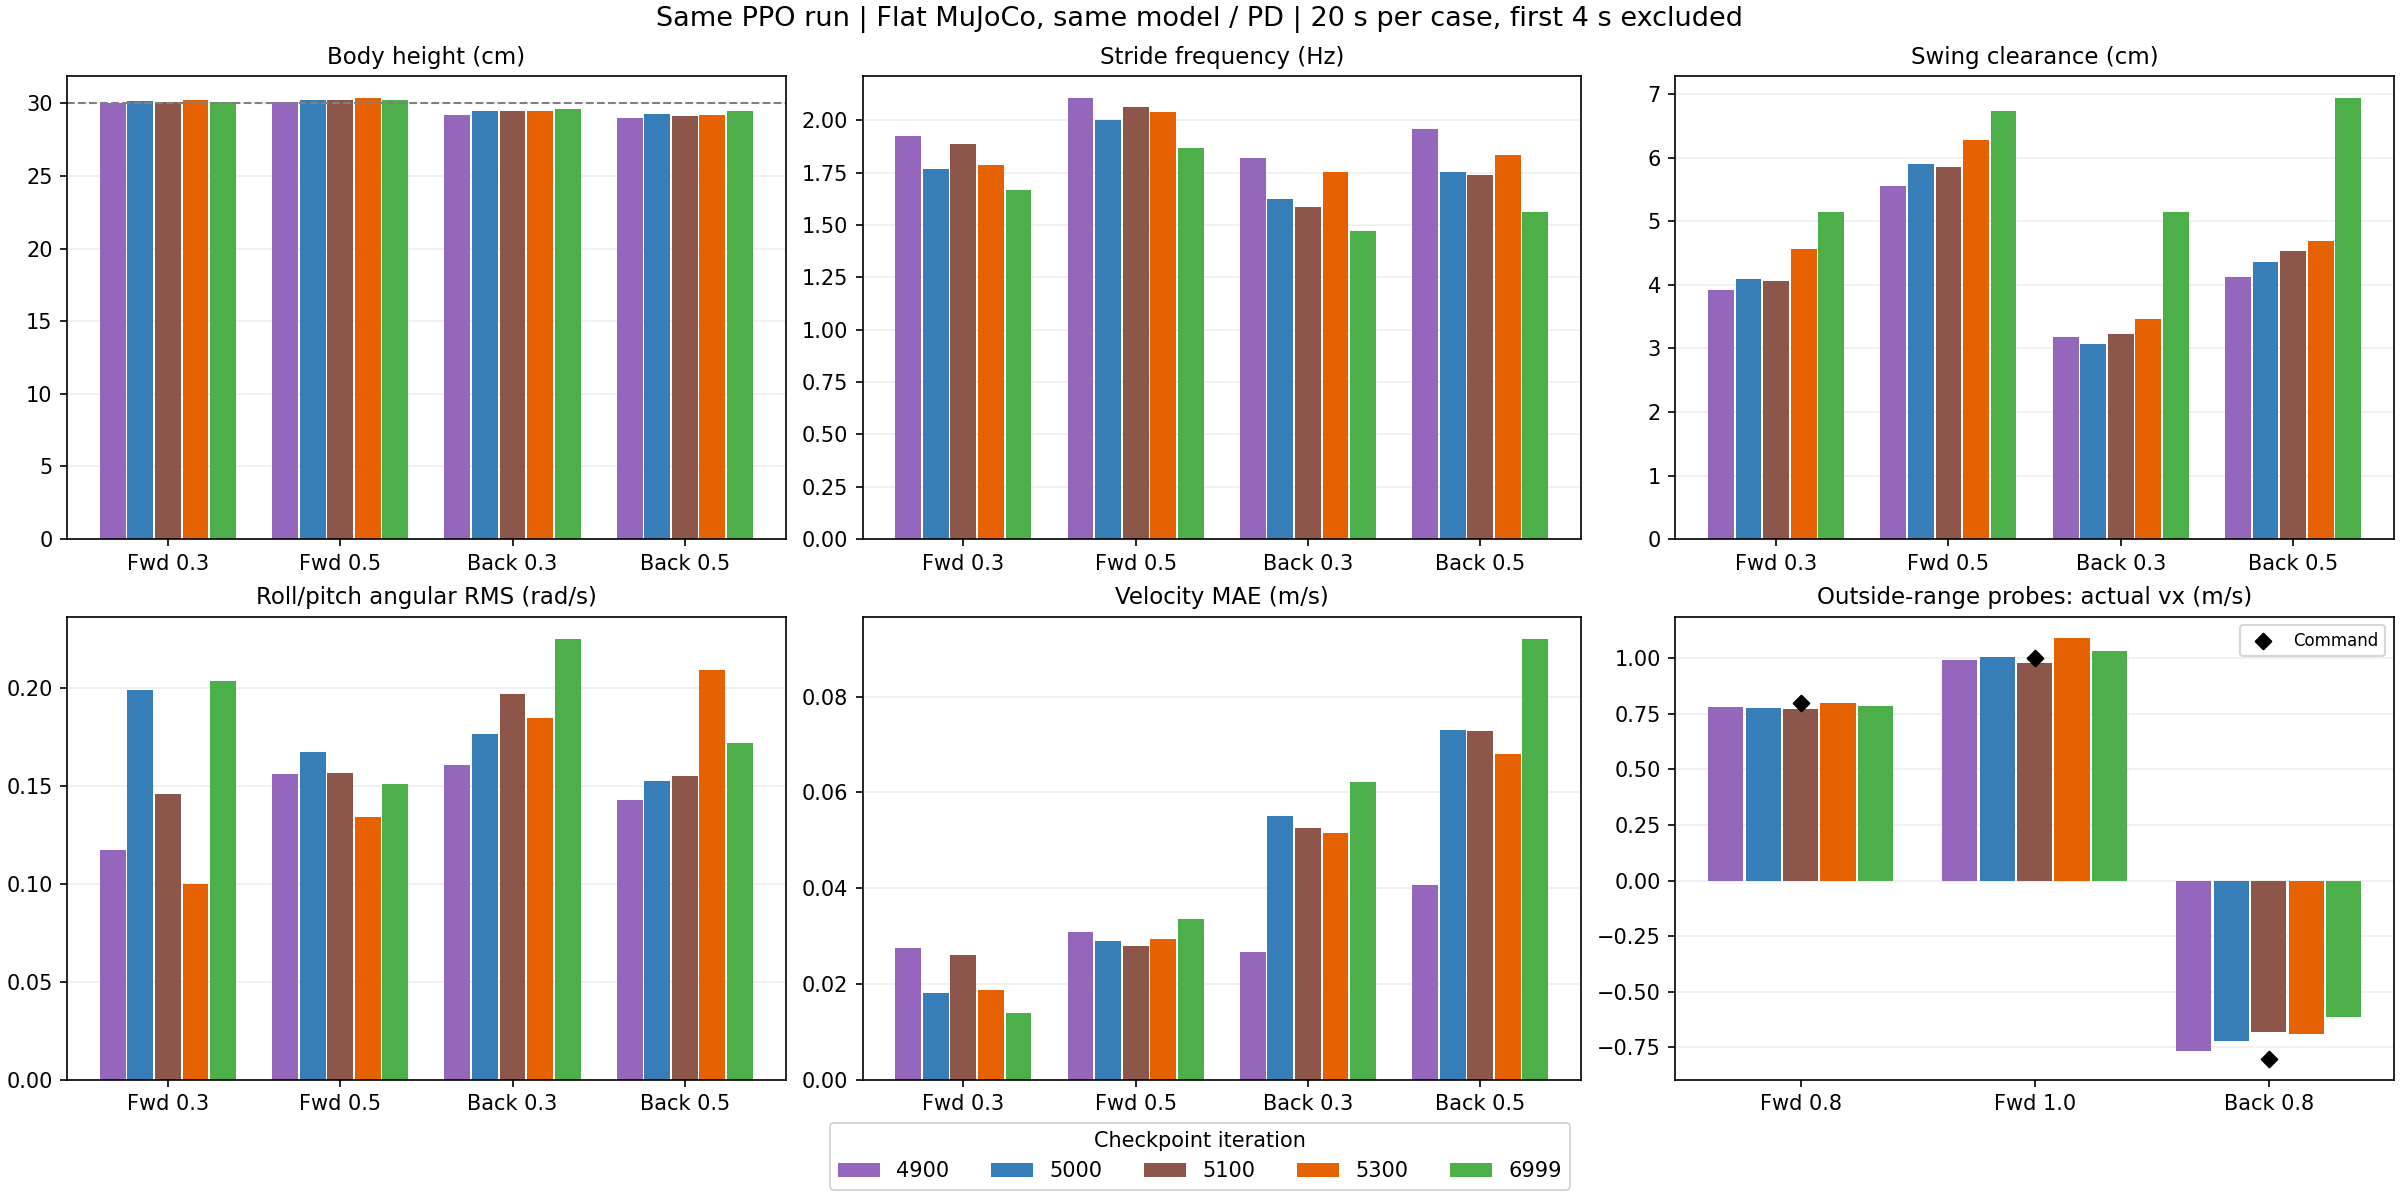 Same PPO run | Flat MuJoCo, same model / PD | 20 s per case, first 4 s excluded
Body height (cm)
30
25
20
15
10
5
0
Fwd 0.3 Fwd 0.5 Back 0.3 Back 0.5
Stride frequency (Hz)
2.00
1.75
1.50
1.25
1.00
0.75
0.50
0.25
0.00
Fwd 0.3 Fwd 0.5 Back 0.3 Back 0.5
Swing clearance (cm)
7
6
5
4
3
2
1
0
Fwd 0.3 Fwd 0.5 Back 0.3 Back 0.5
Roll/pitch angular RMS (rad/s)
0.20
0.15
0.10
0.05
0.00
Fwd 0.3 Fwd 0.5 Back 0.3 Back 0.5
Velocity MAE (m/s)
0.08
0.06
0.04
0.02
0.00
Fwd 0.3 Fwd 0.5 Back 0.3 Back 0.5
Outside-range probes: actual vx (m/s)
Command
1.00
0.75
0.50
0.25
0.00
−0.25
−0.50
−0.75
Fwd 0.8 Fwd 1.0 Back 0.8
Checkpoint iteration
4900 5000 5100 5300 6999